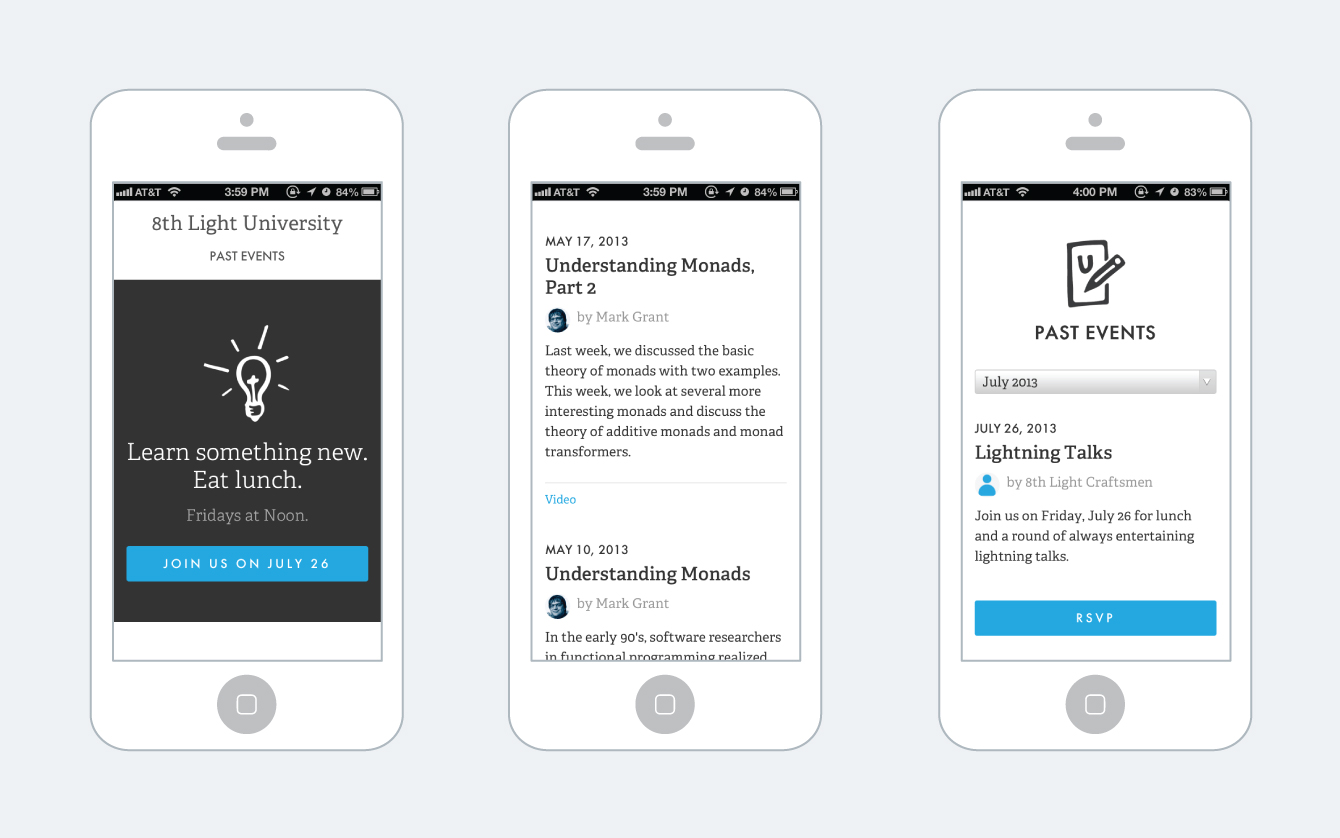 AT&T 3:59 PM 84%
8th Light University
PAST EVENTS
Learn something new.
Eat lunch.
Fridays at Noon.
JOIN US ON JULY 26
AT&T 3:59 PM 84%
MAY 17, 2013
Understanding Monads,
Part 2
by Mark Grant
Last week, we discussed the basic
theory of monads with two examples.
This week, we look at several more
interesting monads and discuss the
theory of additive monads and monad
transformers.
Video
MAY 10, 2013
Understanding Monads
by Mark Grant
In the early 90's, software researchers
in functional programming realized
AT&T 4:00 PM 83%
U
PAST EVENTS
July 2013
JULY 26, 2013
Lightning Talks
by 8th Light Craftsmen
Join us on Friday, July 26 for lunch
and a round of always entertaining
lightning talks.
RSVP